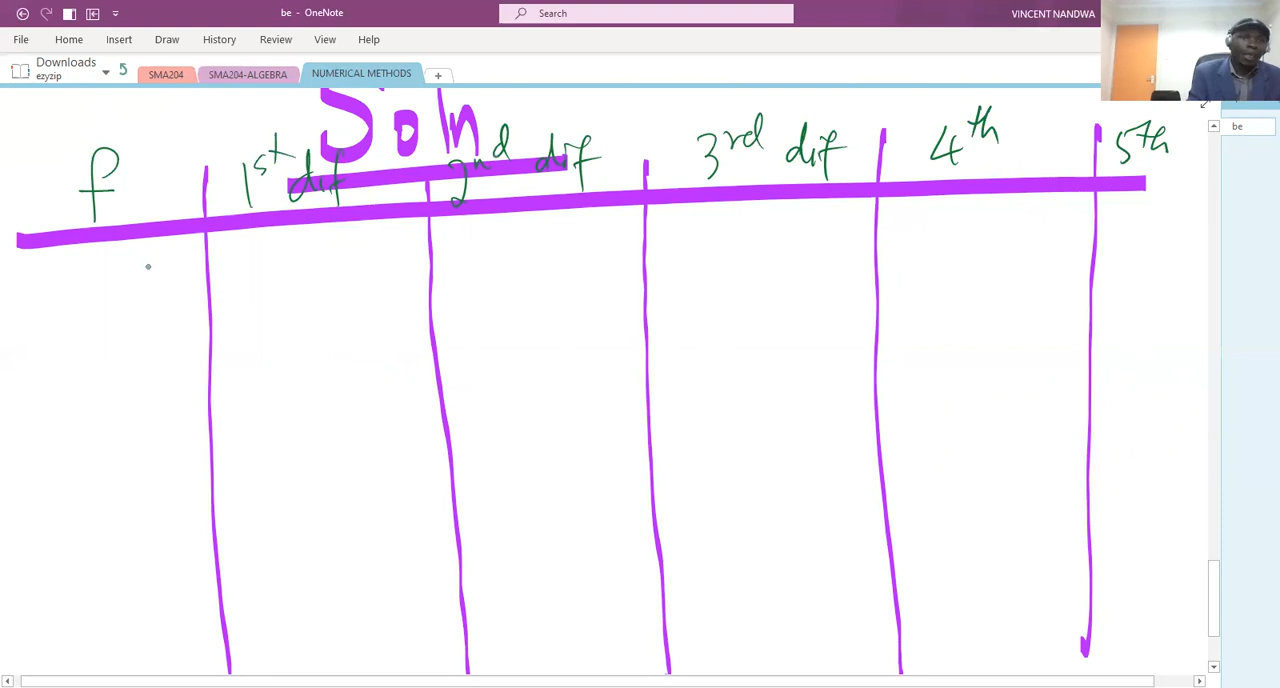 be - OneNote
Search
VINCENT NANDWA
File Home Insert Draw History Review View Help
Downloads
ezyzip
SMA204 SMA204-ALGEBRA NUMERICAL METHODS +
be
Soln
f 1st dif 2nd dif 3rd dif 4th 5th